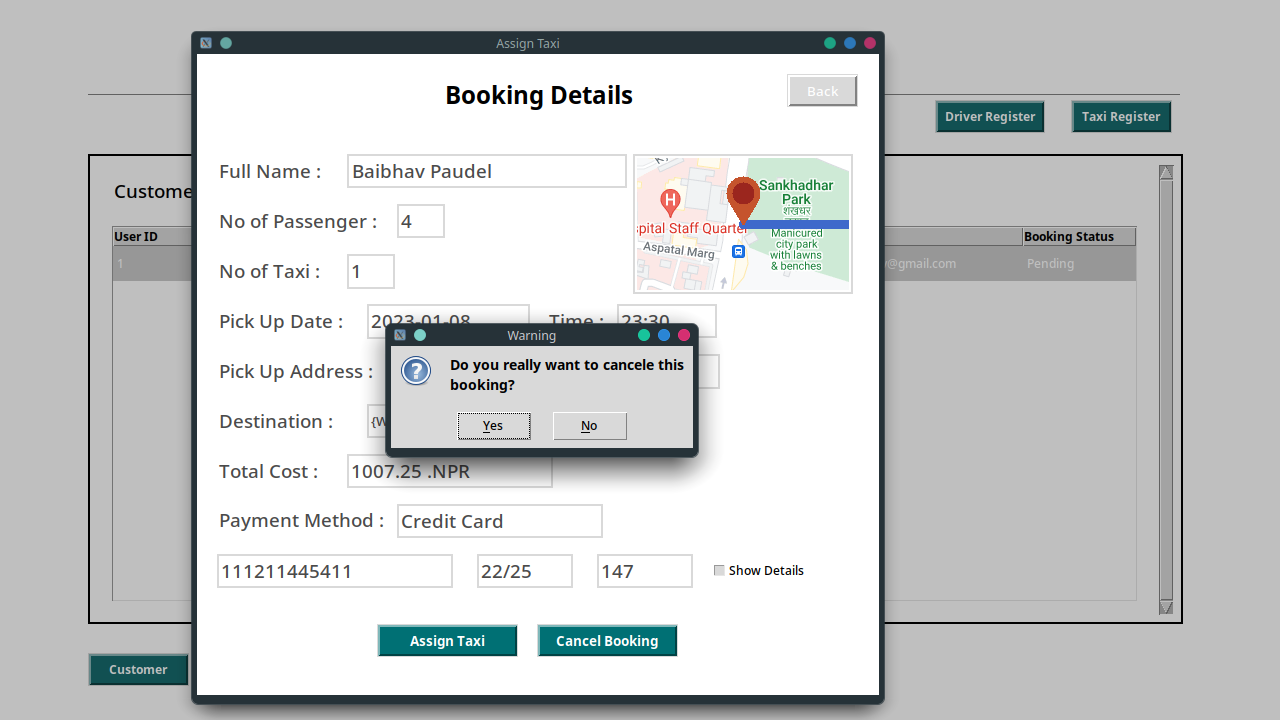 Assign Taxi
Booking Details
Back
Driver Register
Taxi Register
Custome
Full Name :
Baibhav Paudel
No of Passenger :
4
No of Taxi :
1
Sankhadhar
Park
शंखधर
Manicured
city park
with lawns
& benches
H
spital Staff Quarter
Aspatal Marg
User ID
Booking Status
1
@gmail.com
Pending
Pick Up Date :
2023-01-08
Time :
23:30
Pick Up Address :
Destination :
{W
Warning
Do you really want to cancele this
booking?
Yes
No
Total Cost :
1007.25 .NPR
Payment Method :
Credit Card
111211445411
22/25
147
Show Details
Assign Taxi
Cancel Booking
Customer